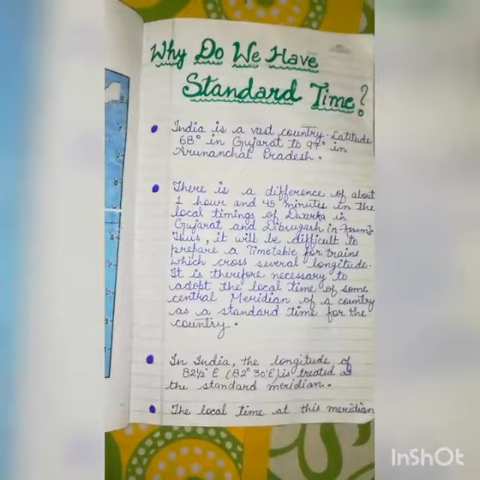 Why Do We Have
Standard Time?
India is a vast country. Latitude
68° in Gujarat to 97° in
Arunanchal Pradesh.
There is a difference of about
1 hour and 45 minutes in the
local timings of Dwarka in
Gujarat and Dibrugarh in Assam.
Thus, it will be difficult to
prepare a Timetable for trains
which cross several longitude.
It is therefore necessary to
adopt the local time of some
central Meridian of a country
as a standard time for the
country.
In India, the longitude of
82½° E (82° 30'E) is treated as
the standard meridian.
The local Time at this meridian
InShOt